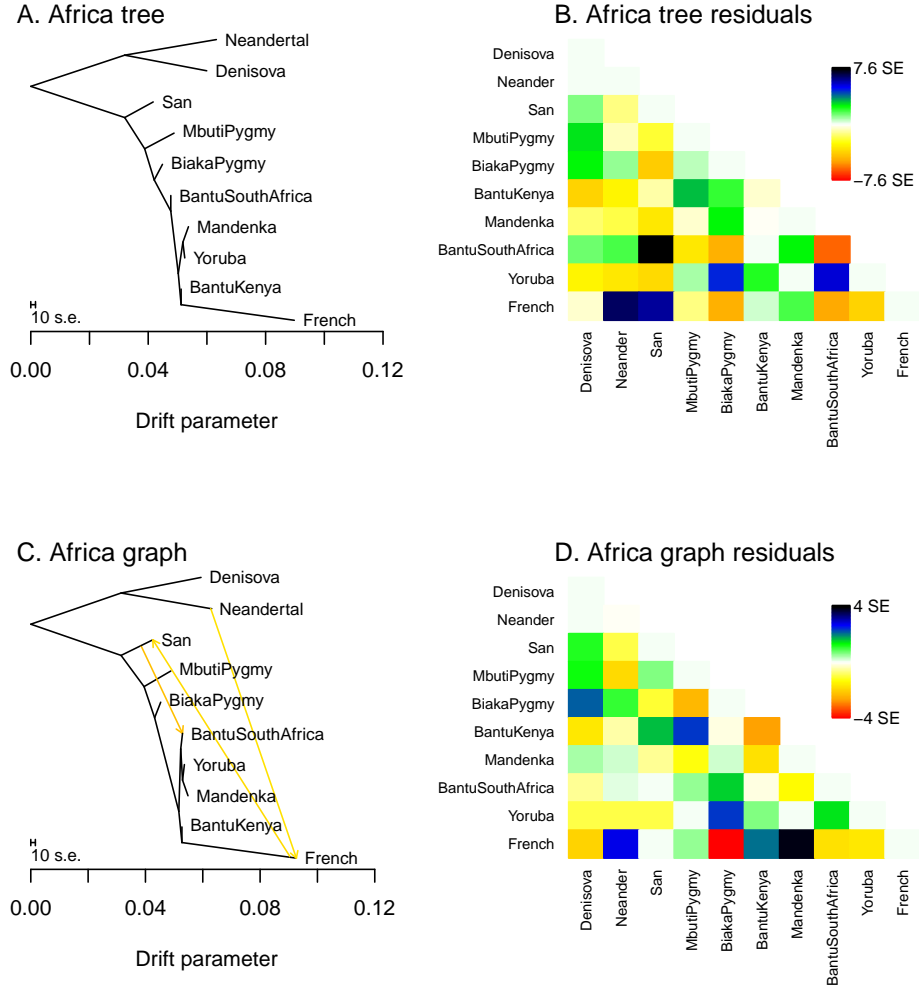 A. Africa tree
Neandertal
Denisova
San
MbutiPygmy
BiakaPygmy
BantuSouthAfrica
Mandenka
Yoruba
BantuKenya
French
10 s.e.
0.00 0.04 0.08 0.12
Drift parameter
B. Africa tree residuals
Denisova
Neander
San
MbutiPygmy
BiakaPygmy
BantuKenya
Mandenka
BantuSouthAfrica
Yoruba
French
7.6 SE
−7.6 SE
Denisova
Neander
San
MbutiPygmy
BiakaPygmy
BantuKenya
Mandenka
BantuSouthAfrica
Yoruba
French
C. Africa graph
Denisova
Neandertal
San
MbutiPygmy
BiakaPygmy
BantuSouthAfrica
Yoruba
Mandenka
BantuKenya
French
10 s.e.
0.00 0.04 0.08 0.12
Drift parameter
D. Africa graph residuals
Denisova
Neander
San
MbutiPygmy
BiakaPygmy
BantuKenya
Mandenka
BantuSouthAfrica
Yoruba
French
4 SE
−4 SE
Denisova
Neander
San
MbutiPygmy
BiakaPygmy
BantuKenya
Mandenka
BantuSouthAfrica
Yoruba
French